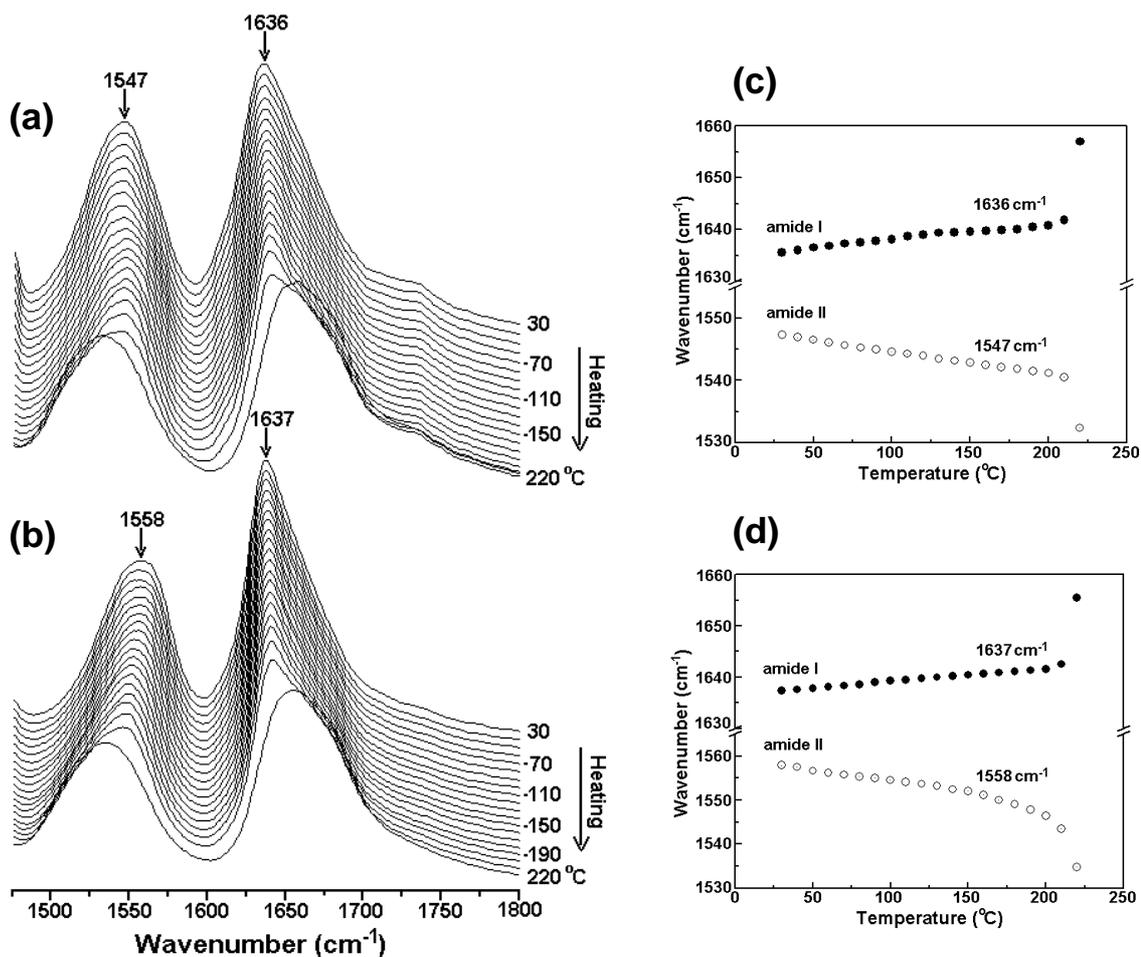 (a)
1547
1636
30
-70
-110
-150
220 °C
Heating
(b)
1558
1637
30
-70
-110
-150
-190
220 °C
Heating
1500 1550 1600 1650 1700 1750 1800
Wavenumber (cm-1)
(c)
1660
1650
1640
1630
1550
1540
1530
Wavenumber (cm-1)
amide I
1636 cm-1
amide II
1547 cm-1
0 50 100 150 200 250
Temperature (°C)
(d)
1660
1650
1640
1630
1560
1550
1540
1530
Wavenumber (cm-1)
amide I
1637 cm-1
amide II
1558 cm-1
0 50 100 150 200 250
Temperature (°C)